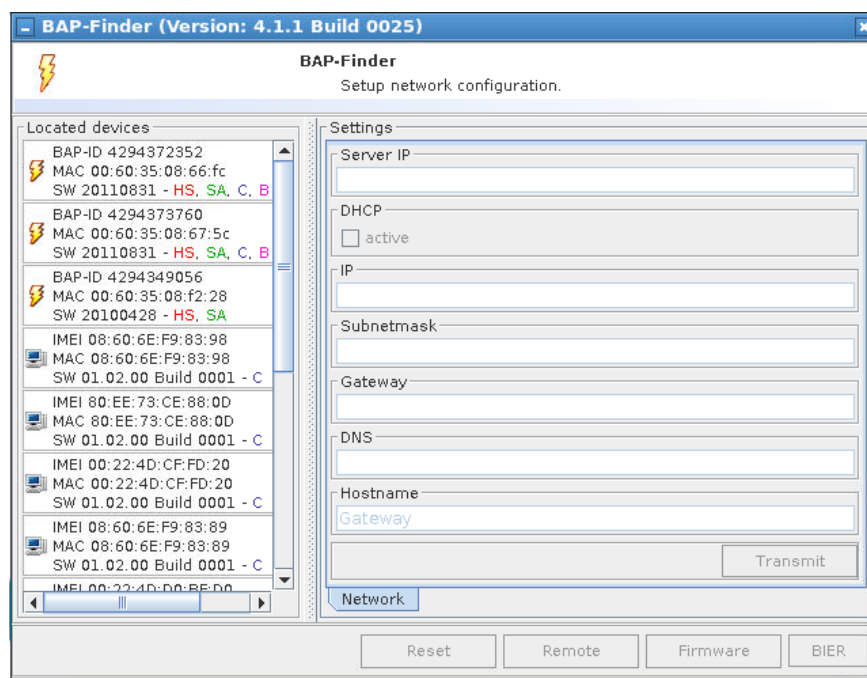 BAP-Finder (Version: 4.1.1 Build 0025)
BAP-Finder
Setup network configuration.
Located devices
BAP-ID 4294372352
MAC 00:60:35:08:66:fc
SW 20110831 - HS, SA, C, B
BAP-ID 4294373760
MAC 00:60:35:08:67:5c
SW 20110831 - HS, SA, C, B
BAP-ID 4294349056
MAC 00:60:35:08:f2:28
SW 20100428 - HS, SA
IMEI 08:60:6E:F9:83:98
MAC 08:60:6E:F9:83:98
SW 01.02.00 Build 0001 - C
IMEI 80:EE:73:CE:88:0D
MAC 80:EE:73:CE:88:0D
SW 01.02.00 Build 0001 - C
IMEI 00:22:4D:CF:FD:20
MAC 00:22:4D:CF:FD:20
SW 01.02.00 Build 0001 - C
IMEI 08:60:6E:F9:83:89
MAC 08:60:6E:F9:83:89
SW 01.02.00 Build 0001 - C
IMEI 00:22:4D:D0:BE:D0
Settings
Server IP
DHCP
active
IP
Subnetmask
Gateway
DNS
Hostname
Gateway
Transmit
Network
Reset
Remote
Firmware
BIER